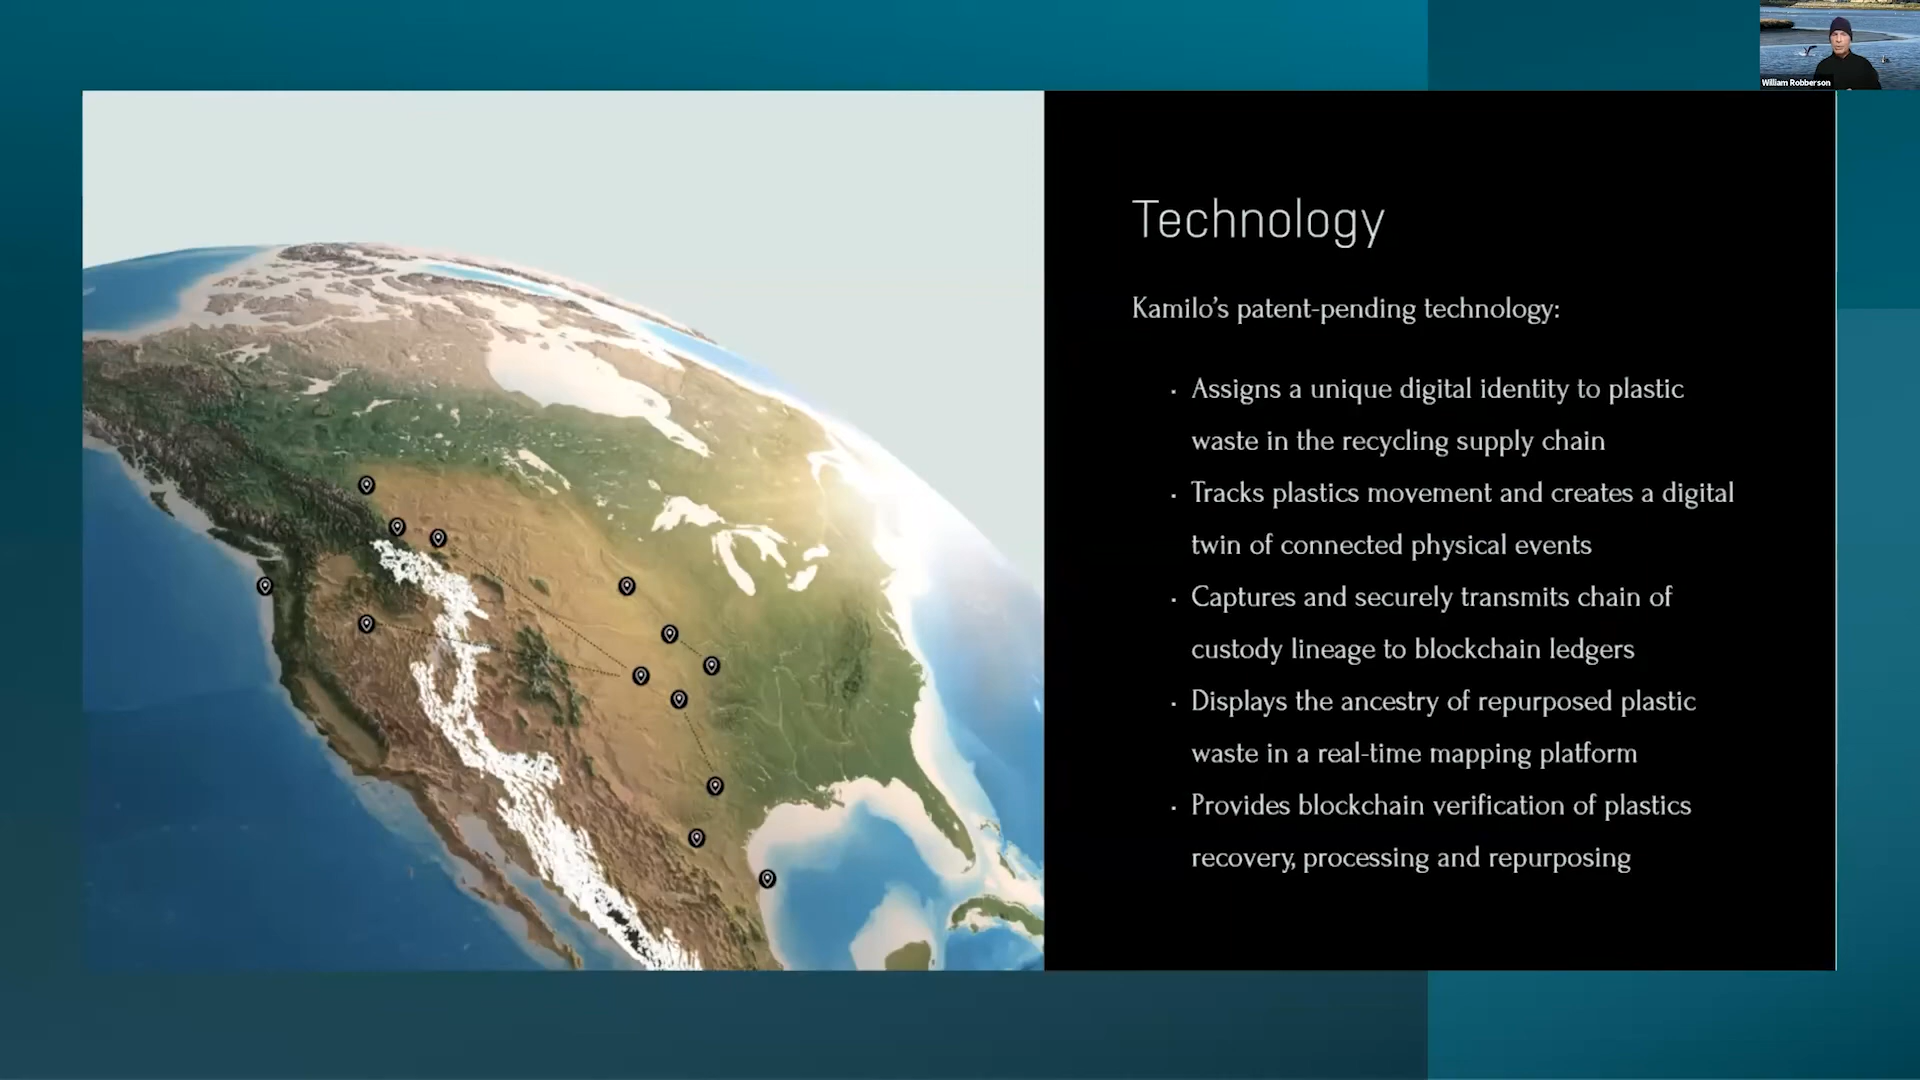 William Robberson
Technology
Kamilo's patent-pending technology:
· Assigns a unique digital identity to plastic
waste in the recycling supply chain
· Tracks plastics movement and creates a digital
twin of connected physical events
· Captures and securely transmits chain of
custody lineage to blockchain ledgers
· Displays the ancestry of repurposed plastic
waste in a real-time mapping platform
· Provides blockchain verification of plastics
recovery, processing and repurposing